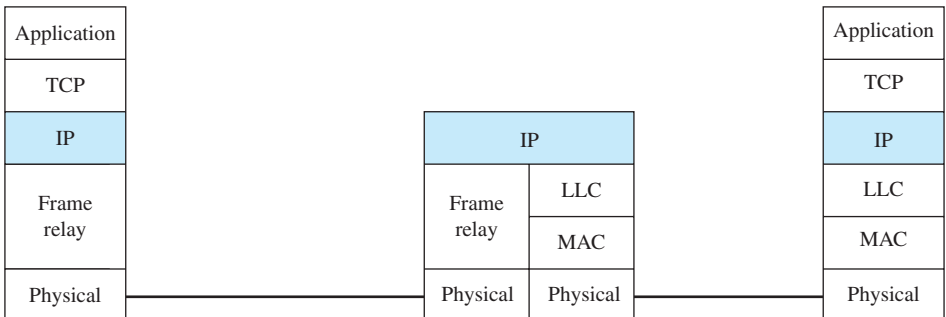 Application
TCP
IP
Frame
relay
Physical
IP
Frame
relay
LLC
MAC
Physical
Physical
Application
TCP
IP
LLC
MAC
Physical